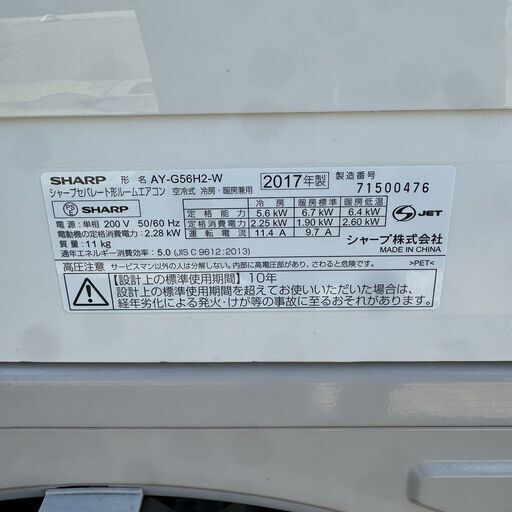 SHARP 形名 AY-G56H2-W 2017年製 製造番号
シャープセパレート形ルームエアコン 空冷式 冷房・暖房兼用 71500476
PS E SHARP
冷房 暖房標準 暖房低温
定格能力 5.6 kW 6.7 kW 6.4 kW
電源:単相 200 V 50/60 Hz 定格消費電力 2.25 kW 1.90 kW 2.60 kW
電動機の定格消費電力:2.28 kW 運転電流 11.4 A 9.7 A
S JET
質量:11 kg
シャープ株式会社
通年エネルギー消費効率:5.0 (JIS C 9612:2013)
MADE IN CHINA
高圧注意 サービスマン以外の人は分解しないで下さい。内部に高電圧部があり、さわると危険です。 >PET<
【設計上の標準使用期間】10年
設計上の標準使用期間を超えてお使いいただいた場合は、
経年劣化による発火・けが等の事故に至るおそれがあります。